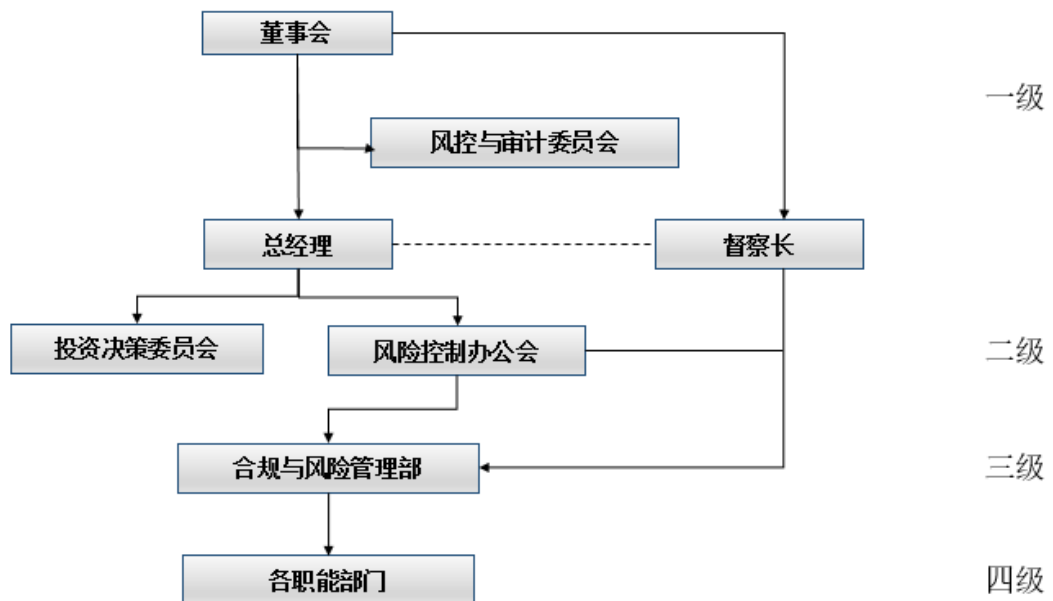 董事会
一级
风控与审计委员会
总经理
督察长
投资决策委员会
风险控制办公会
二级
合规与风险管理部
三级
各职能部门
四级